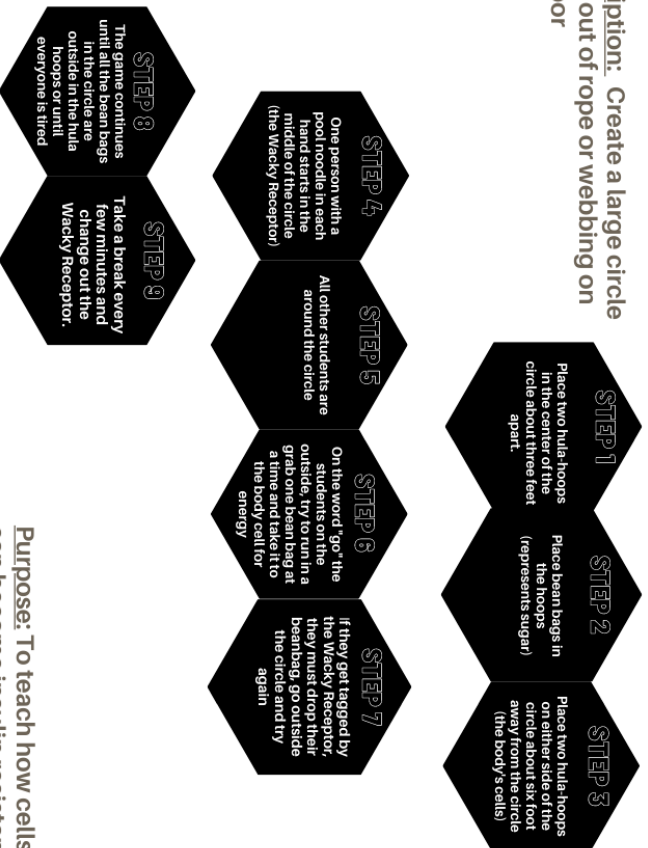 iption: Create a large circle
out of rope or webbing on
oor
STEP 1
Place two hula-hoops
in the center of the
circle about three feet
apart.
STEP 2
Place bean bags in
the hoops
(represents sugar)
STEP 3
Place two hula-hoops
on either side of the
circle about six foot
away from the circle
(the body's cells)
STEP 4
One person with a
pool noodle in each
hand starts in the
middle of the circle
(the Wacky Receptor)
STEP 5
All other students are
around the circle
STEP 6
On the word "go" the
students on the
outside, try to run in a
grab one bean bag at
a time and take it to
the body cell for
energy
STEP 7
If they get tagged by
the Wacky Receptor,
they must drop their
beanbag, go outside
the circle and try
again
STEP 8
The game continues
until all the bean bags
in the circle are
outside in the hula
hoops or until
everyone is tired
STEP 9
Take a break every
few minutes and
change out the
Wacky Receptor.
Purpose: To teach how cells